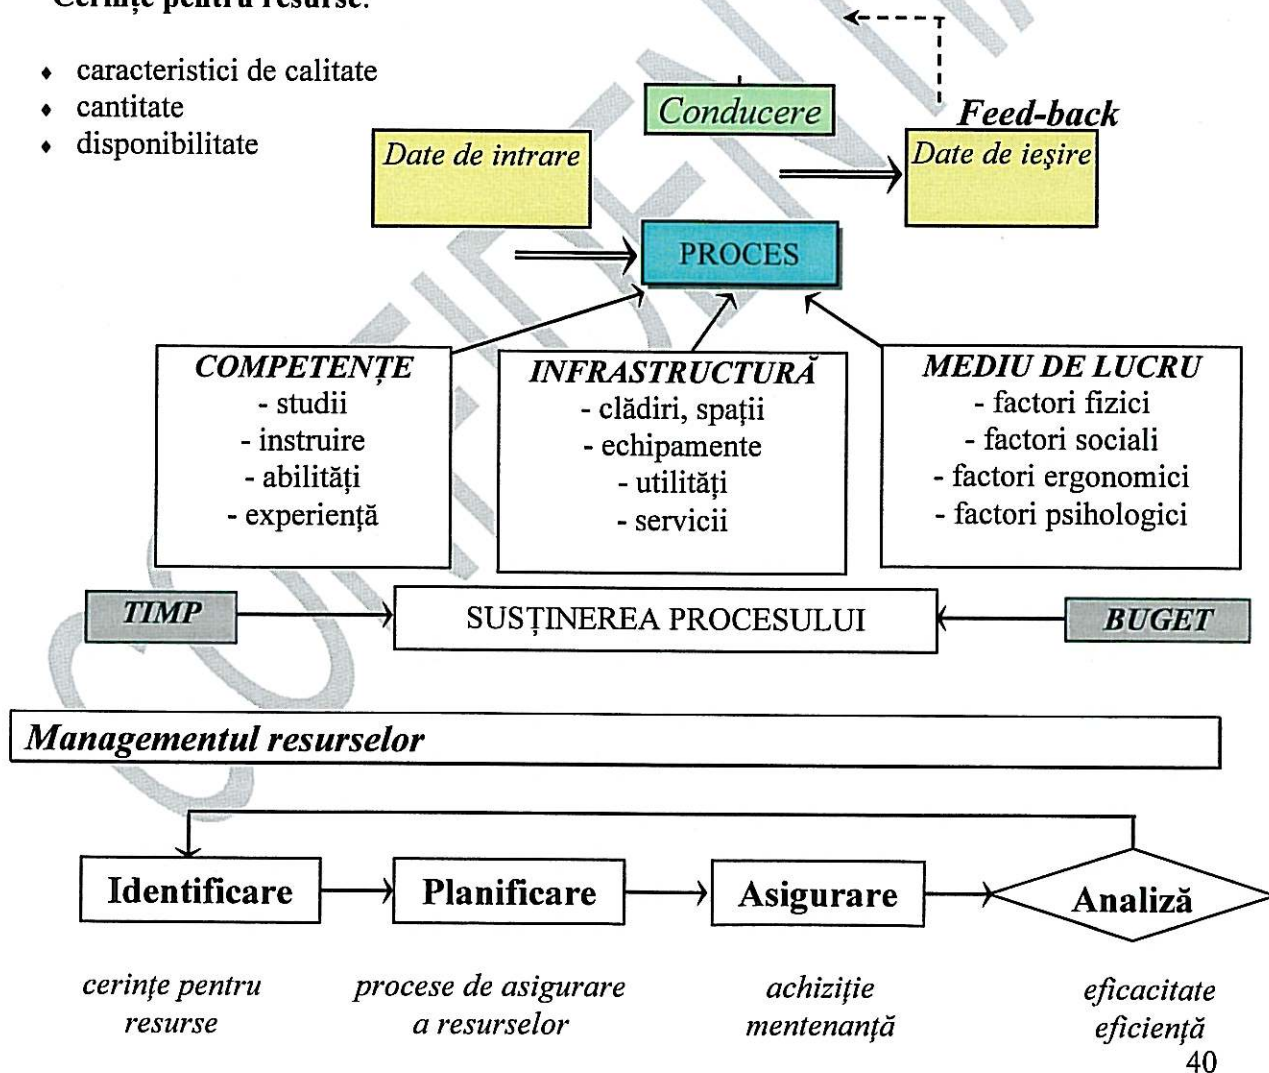 Cerințe pentru resurse:
♦ caracteristici de calitate
♦ cantitate
♦ disponibilitate
Conducere
Feed-back
Date de intrare
Date de ieşire
PROCES
COMPETENȚE
- studii
- instruire
- abilități
- experiență
INFRASTRUCTURĂ
- clădiri, spații
- echipamente
- utilități
- servicii
MEDIU DE LUCRU
- factori fizici
- factori sociali
- factori ergonomici
- factori psihologici
TIMP
SUSȚINEREA PROCESULUI
BUGET
Managementul resurselor
Identificare
Planificare
Asigurare
Analiză
cerințe pentru
resurse
procese de asigurare
a resurselor
achiziție
mentenanță
eficacitate
eficiență
40